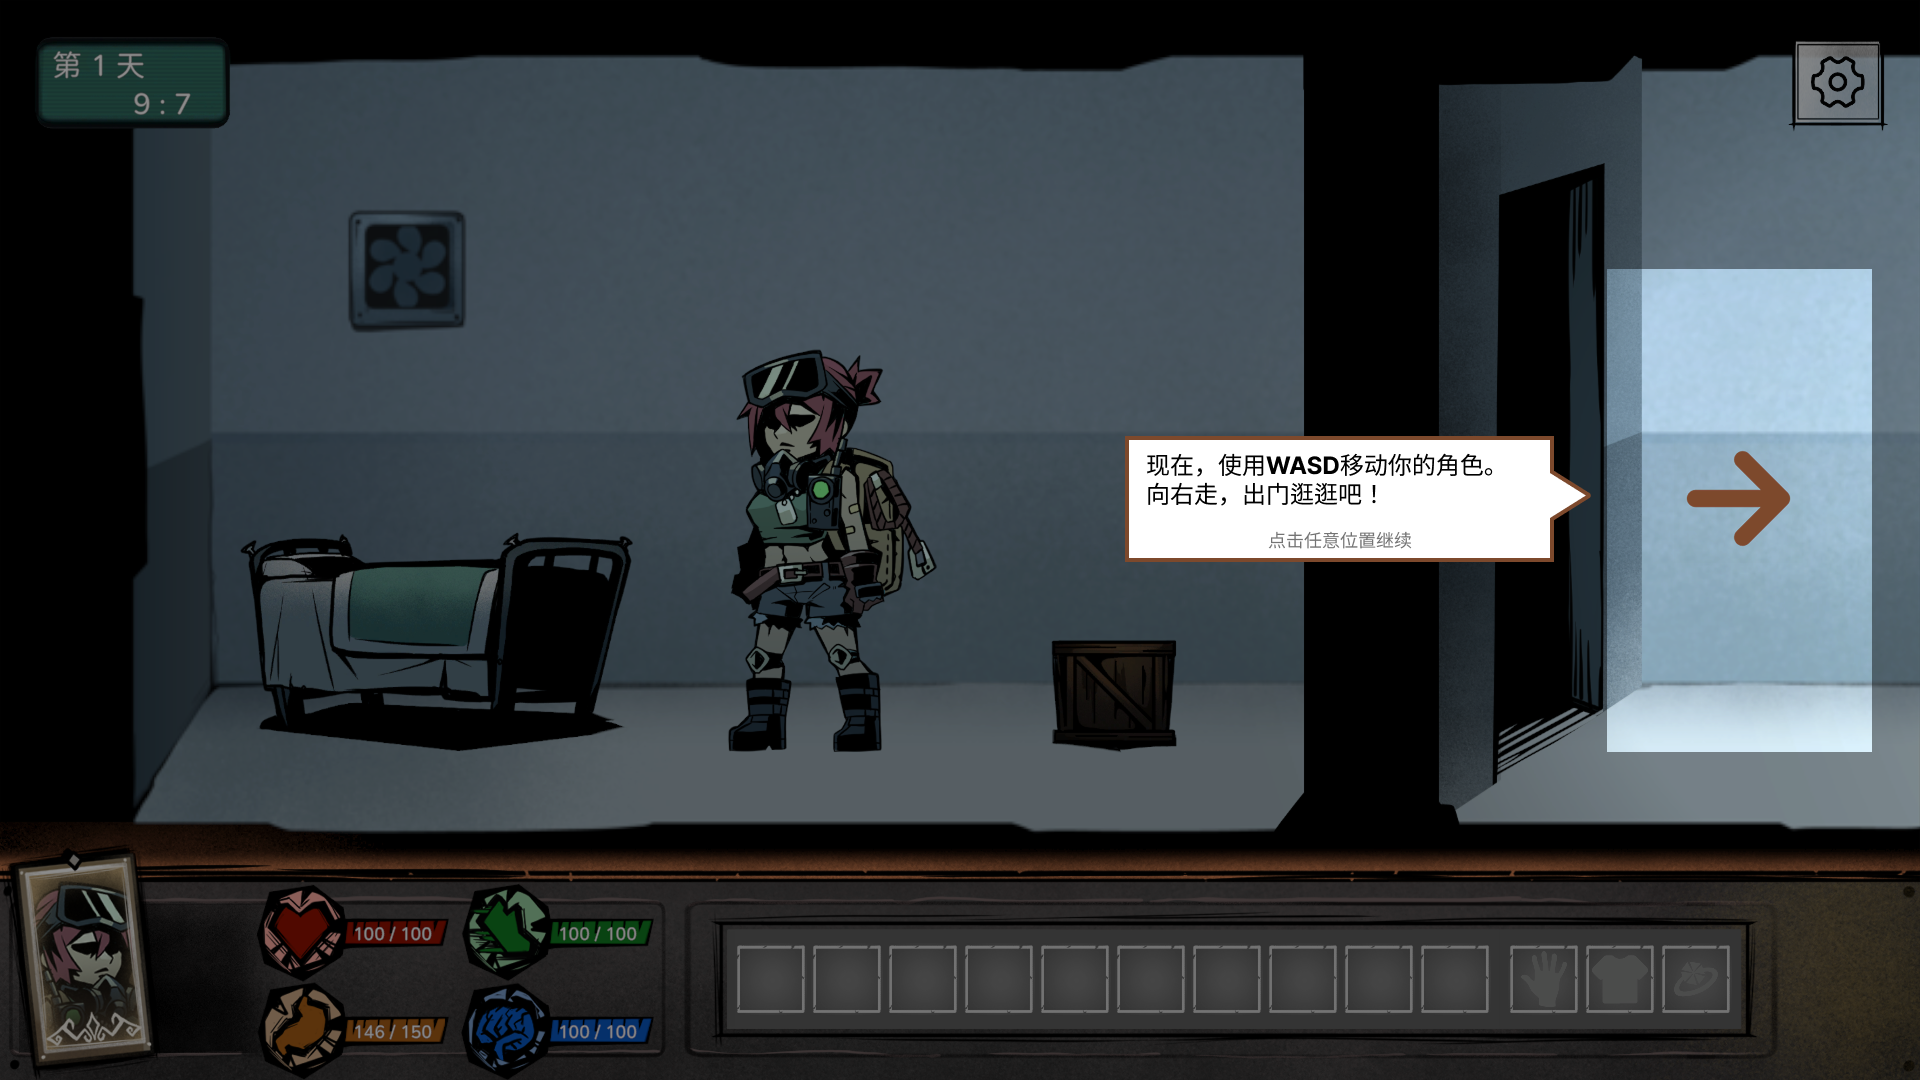 第 1 天
9 : 7
现在，使用WASD移动你的角色。
向右走，出门逛逛吧！
点击任意位置继续
100 / 100
100 / 100
146 / 150
100 / 100